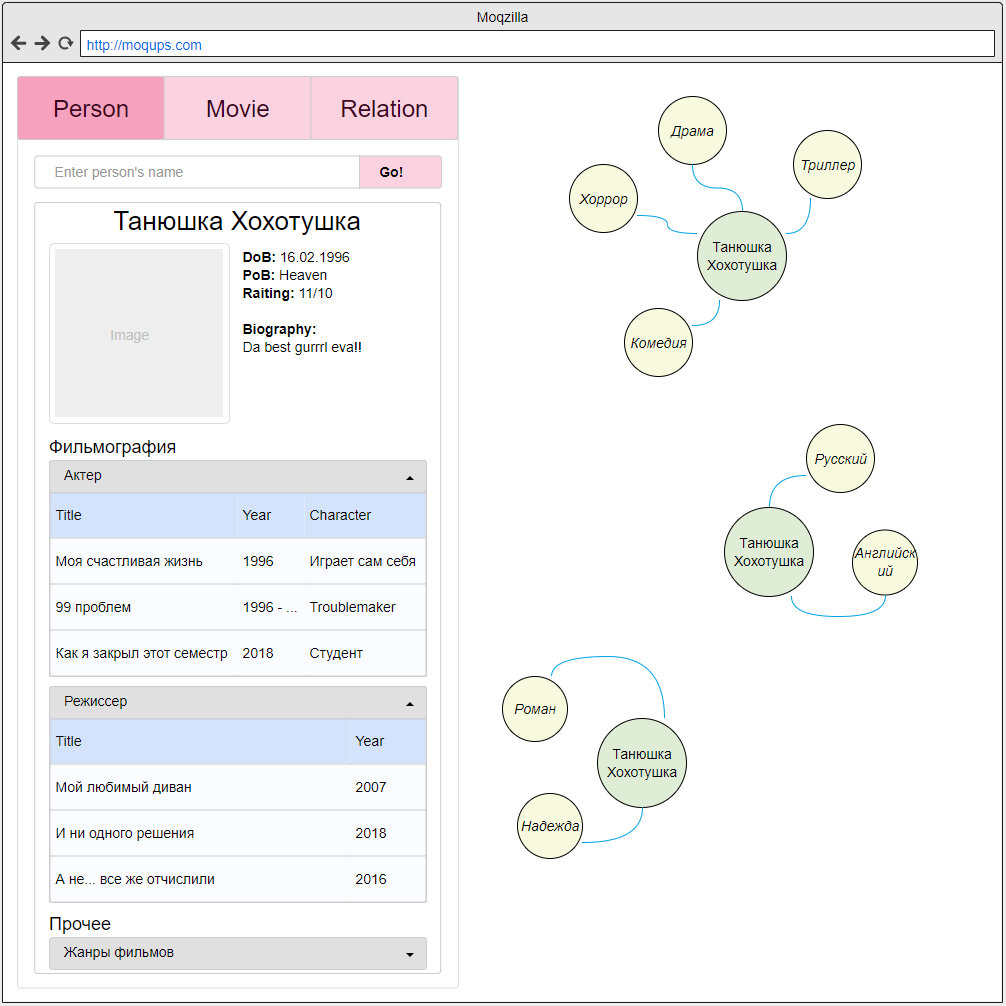 Moqzilla
http://moqups.com
Person Movie Relation
Enter person's name Go!
Танюшка Хохотушка
Image
DoB: 16.02.1996
PoB: Heaven
Raiting: 11/10
Biography:
Da best gurrrl eva!!
Фильмография
Актер
Title Year Character
Моя счастливая жизнь 1996 Играет сам себя
99 проблем 1996 - ... Troublemaker
Как я закрыл этот семестр 2018 Студент
Режиссер
Title Year
Мой любимый диван 2007
И ни одного решения 2018
А не... все же отчислили 2016
Прочее
Жанры фильмов
Драма
Триллер
Хоррор
Танюшка
Хохотушка
Комедия
Русский
Танюшка
Хохотушка
Английск
ий
Роман
Танюшка
Хохотушка
Надежда